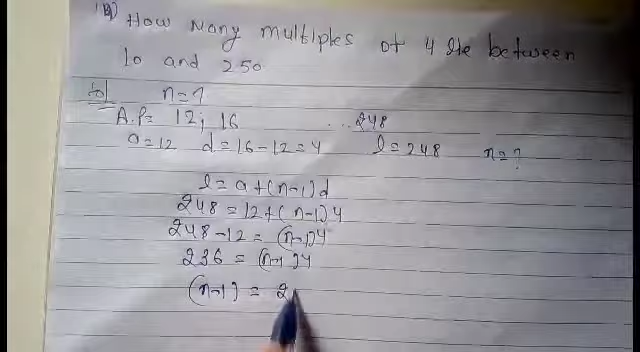 How Many multiples of 4 lie between
10 and 250
n=?
A.P= 12, 16 ... 248
a=12 d=16-12=4 l=248 n=?
l=a+(n-1)d
248=12+(n-1)4
248-12=(n-1)4
236=(n-1)4
(n-1) = 2